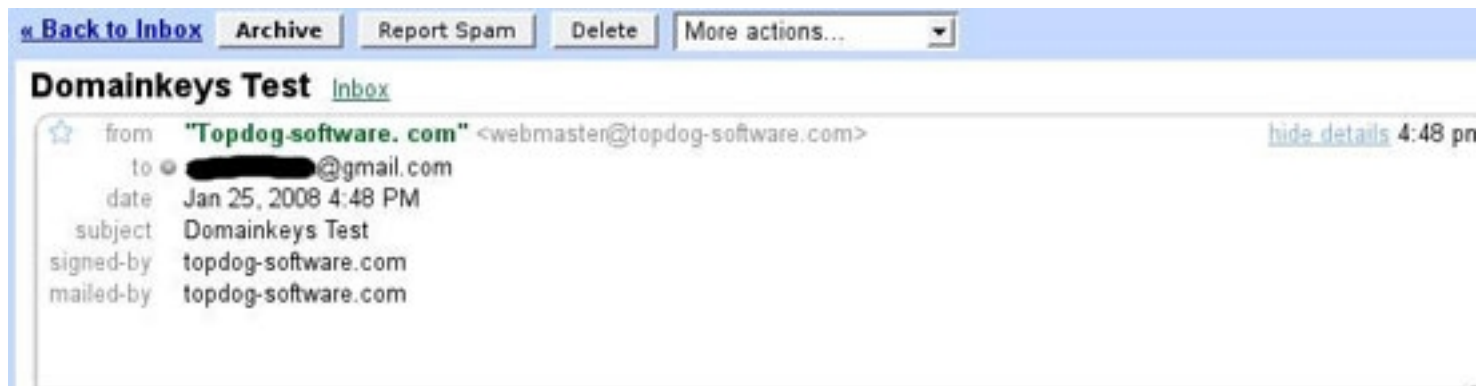 « Back to Inbox Archive Report Spam Delete More actions...
Domainkeys Test Inbox
from "Topdog-software. com" <webmaster@topdog-software.com> hide details 4:48 pm
to @gmail.com
date Jan 25, 2008 4:48 PM
subject Domainkeys Test
signed-by topdog-software.com
mailed-by topdog-software.com